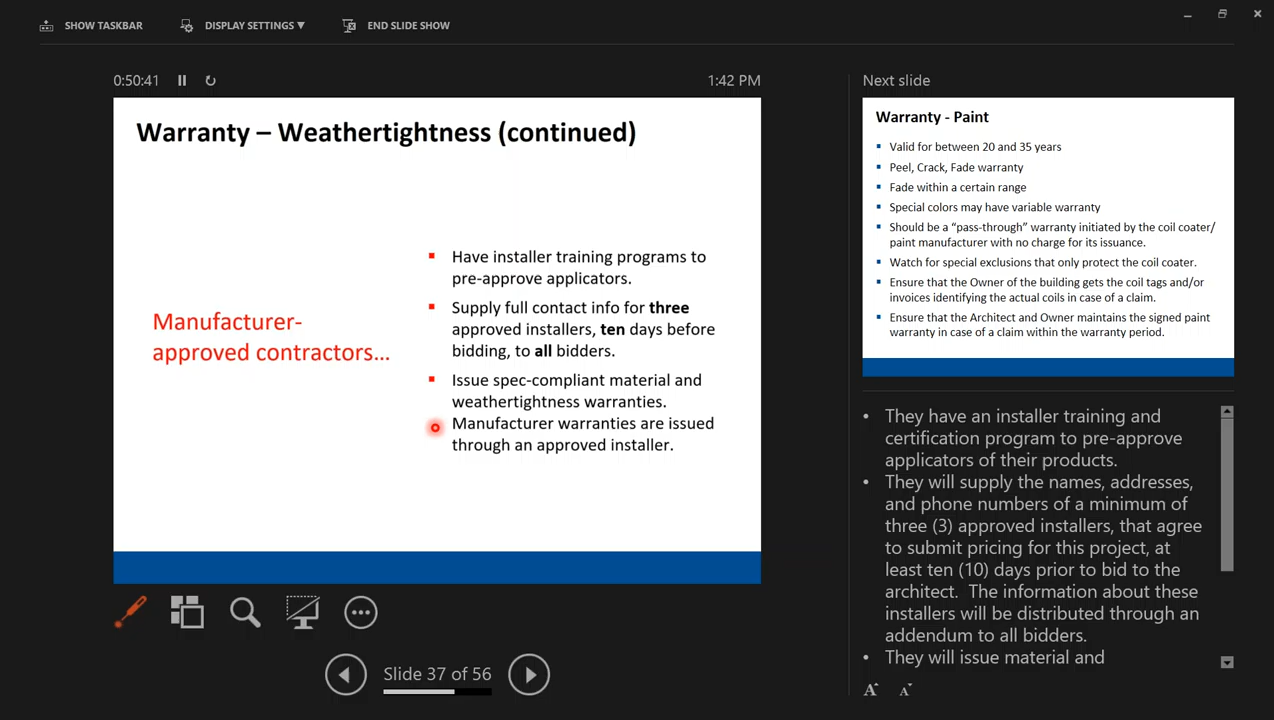 SHOW TASKBAR
DISPLAY SETTINGS ▼
END SLIDE SHOW
0:50:41
1:42 PM
Warranty – Weathertightness (continued)
Manufacturer-
approved contractors...
▪ Have installer training programs to
pre-approve applicators.
▪ Supply full contact info for three
approved installers, ten days before
bidding, to all bidders.
▪ Issue spec-compliant material and
weathertightness warranties.
Manufacturer warranties are issued
through an approved installer.
Slide 37 of 56
Next slide
Warranty - Paint
▪ Valid for between 20 and 35 years
▪ Peel, Crack, Fade warranty
▪ Fade within a certain range
▪ Special colors may have variable warranty
▪ Should be a “pass-through” warranty initiated by the coil coater/
paint manufacturer with no charge for its issuance.
▪ Watch for special exclusions that only protect the coil coater.
▪ Ensure that the Owner of the building gets the coil tags and/or
invoices identifying the actual coils in case of a claim.
▪ Ensure that the Architect and Owner maintains the signed paint
warranty in case of a claim within the warranty period.
• They have an installer training and
certification program to pre-approve
applicators of their products.
• They will supply the names, addresses,
and phone numbers of a minimum of
three (3) approved installers, that agree
to submit pricing for this project, at
least ten (10) days prior to bid to the
architect.  The information about these
installers will be distributed through an
addendum to all bidders.
• They will issue material and
A A